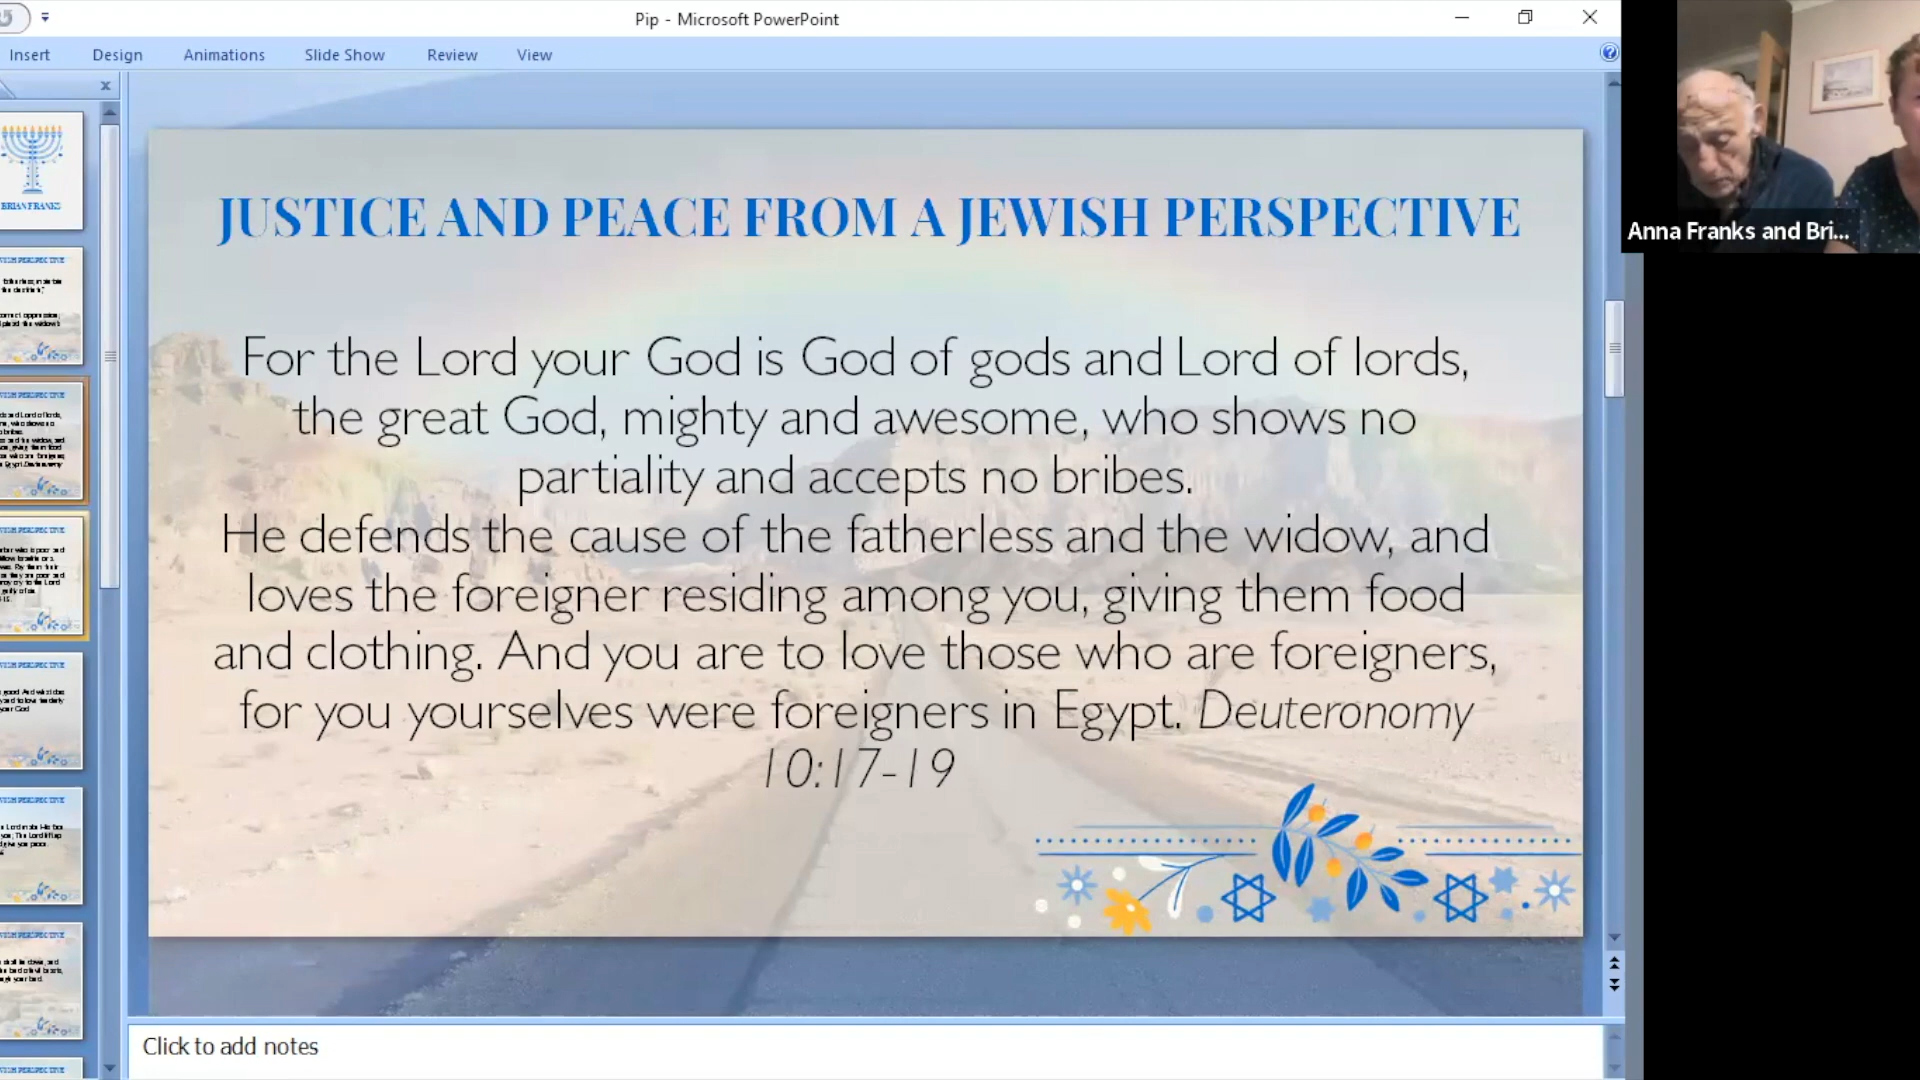 Pip - Microsoft PowerPoint
Insert Design Animations Slide Show Review View
BRIAN FRANKS
JUSTICE AND PEACE FROM A JEWISH PERSPECTIVE
For the Lord your God is God of gods and Lord of lords,
the great God, mighty and awesome, who shows no
partiality and accepts no bribes.
He defends the cause of the fatherless and the widow, and
loves the foreigner residing among you, giving them food
and clothing. And you are to love those who are foreigners,
for you yourselves were foreigners in Egypt. Deuteronomy
10:17-19
Click to add notes
Anna Franks and Bri...